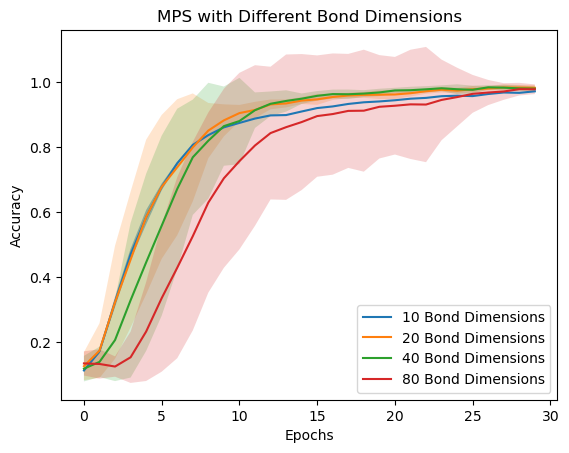 MPS with Different Bond Dimensions
Accuracy
1.0
0.8
0.6
0.4
0.2
10 Bond Dimensions
20 Bond Dimensions
40 Bond Dimensions
80 Bond Dimensions
0 5 10 15 20 25 30
Epochs